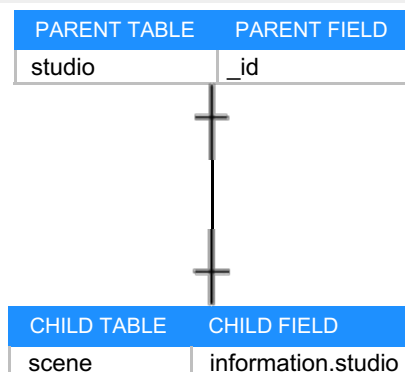 PARENT TABLE PARENT FIELD
studio _id
CHILD TABLE CHILD FIELD
scene information.studio